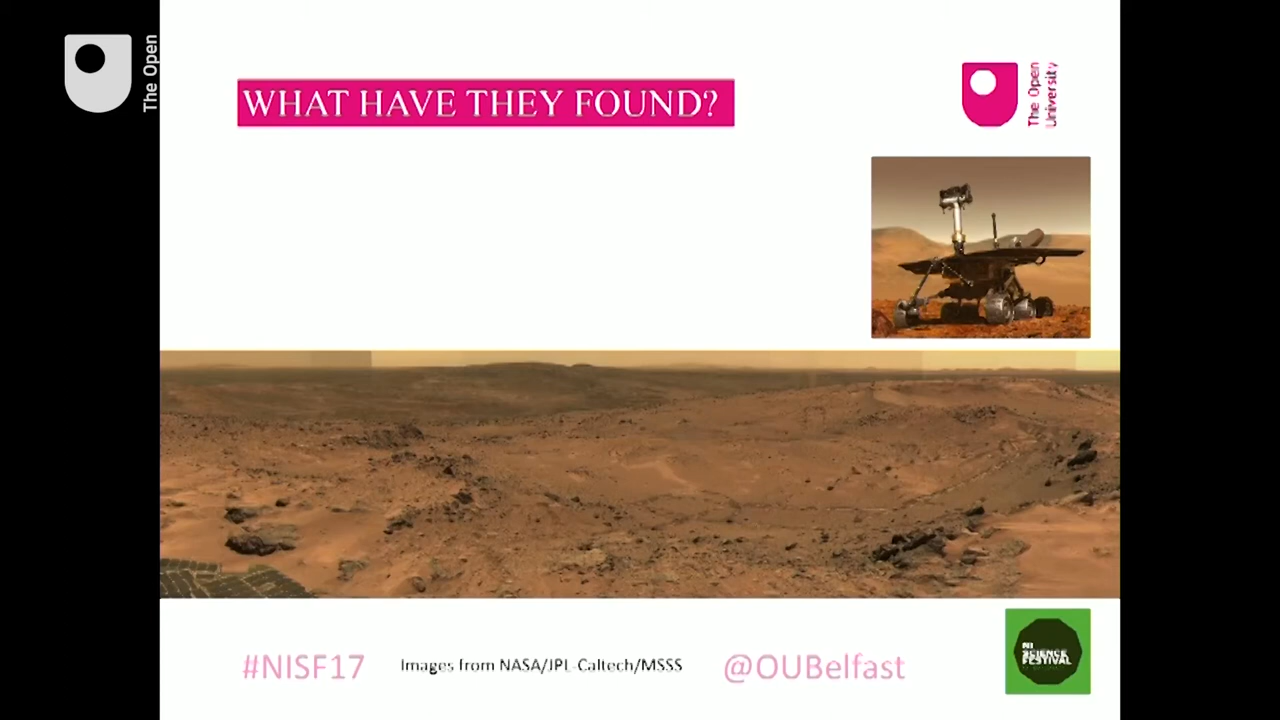 The Open
WHAT HAVE THEY FOUND?
The Open
University
#NISF17
Images from NASA/JPL-Caltech/MSSS
@OUBelfast
NI
SCIENCE
FESTIVAL